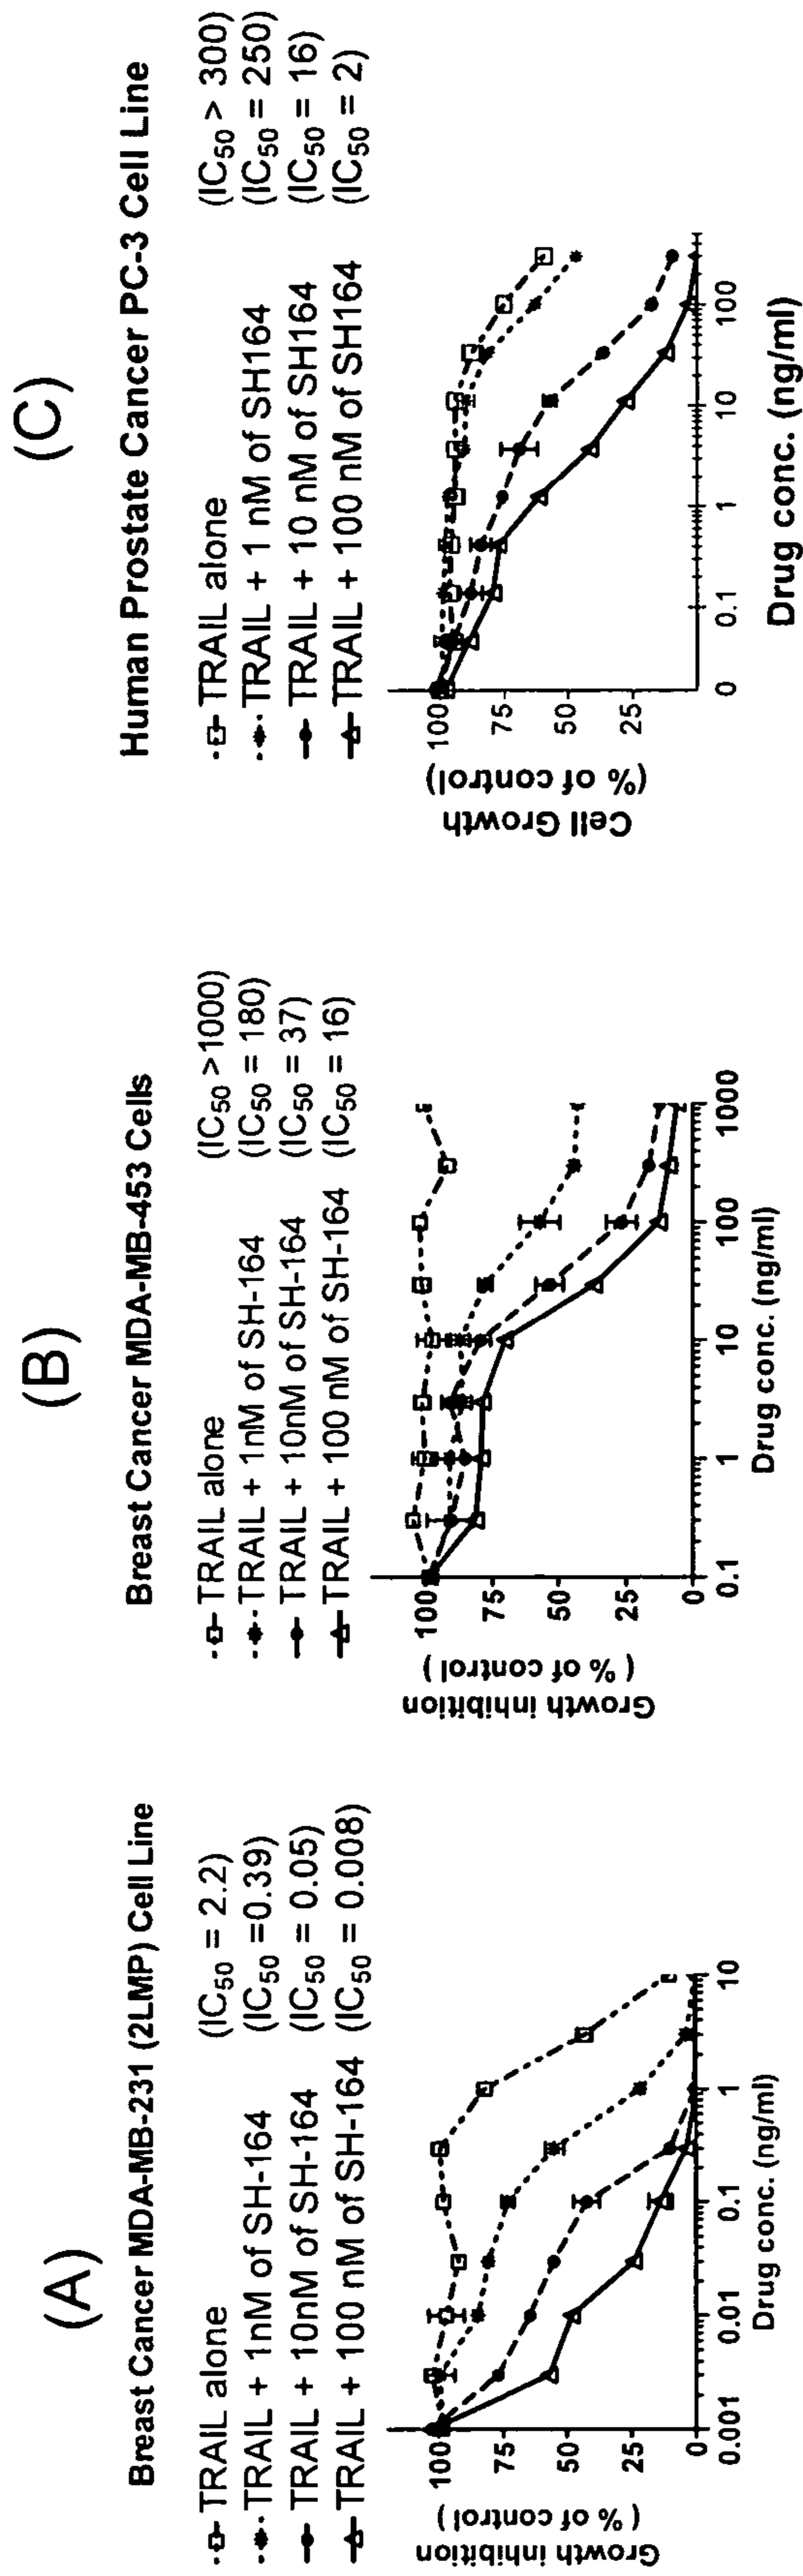 (A)
Breast Cancer MDA-MB-231 (2LMP) Cell Line
TRAIL alone (IC50 = 2.2)
TRAIL + 1nM of SH-164 (IC50 =0.39)
TRAIL + 10nM of SH-164 (IC50 = 0.05)
TRAIL + 100 nM of SH-164 (IC50 = 0.008)
Growth inhibition
( % of control )
100
75
50
25
0
0.001 0.01 0.1 1 10
Drug conc. (ng/ml)
(B)
Breast Cancer MDA-MB-453 Cells
TRAIL alone (IC50 >1000)
TRAIL + 1nM of SH-164 (IC50 = 180)
TRAIL + 10nM of SH-164 (IC50 = 37)
TRAIL + 100 nM of SH-164 (IC50 = 16)
Growth inhibition
( % of control )
100
75
50
25
0
0.1 1 10 100 1000
Drug conc. (ng/ml)
(C)
Human Prostate Cancer PC-3 Cell Line
TRAIL alone (IC50 > 300)
TRAIL + 1 nM of SH164 (IC50 = 250)
TRAIL + 10 nM of SH164 (IC50 = 16)
TRAIL + 100 nM of SH164 (IC50 = 2)
Cell Growth
(% of control)
100
75
50
25
0 0.1 1 10 100
Drug conc. (ng/ml)